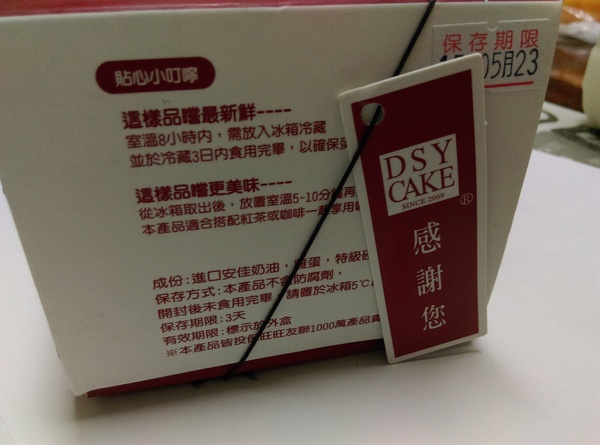 貼心小叮嚀
這樣品嚐最新鮮----
室溫8小時內，需放入冰箱冷藏
並於冷藏3日內食用完畢，以確保
這樣品嚐更美味----
從冰箱取出後，放置室溫5-10分鐘再
本產品適合搭配紅茶或咖啡一起享用
成份：進口安佳奶油，雞蛋，特級
保存方式：本產品不含防腐劑，
開封後未食用完畢，請置於冰箱5℃
保存期限：3天
有效期限：標示於外盒
※本產品皆投保旺旺友聯1000萬產品責
保存期限
05月23
DSY
CAKE
SINCE 2009
®
感謝您